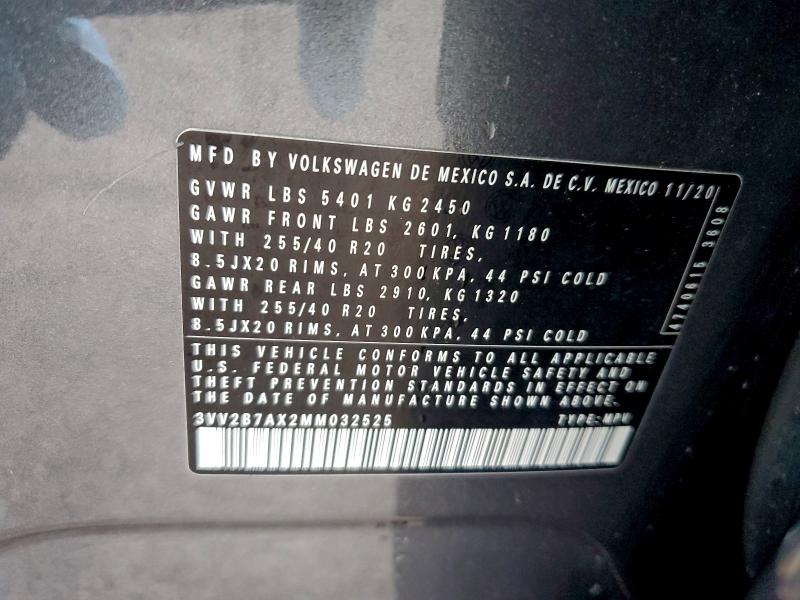 MFD BY VOLKSWAGEN DE MEXICO S.A. DE C.V. MEXICO 11/20
GVWR LBS 5401 KG 2450
GAWR FRONT LBS 2601, KG 1180
WITH 255/40 R20 TIRES,
8.5JX20 RIMS, AT 300 KPA, 44 PSI COLD
GAWR REAR LBS 2910, KG 1320
WITH 255/40 R20 TIRES,
8.5JX20 RIMS, AT 300 KPA, 44 PSI COLD
THIS VEHICLE CONFORMS TO ALL APPLICABLE
U.S. FEDERAL MOTOR VEHICLE SAFETY AND
THEFT PREVENTION STANDARDS IN EFFECT ON
THE DATE OF MANUFACTURE SHOWN ABOVE.
3VV2B7AX2MM032525 TYPE:MPV